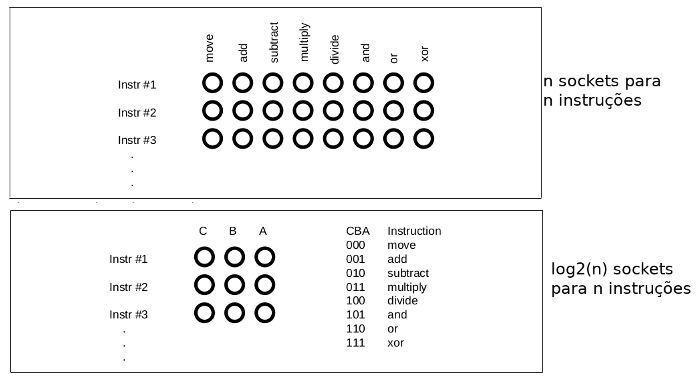 move add subtract multiply divide and or xor
Instr #1
Instr #2
Instr #3
.
.
.
n sockets para
n instruções
C B A
Instr #1
Instr #2
Instr #3
.
.
.
CBA Instruction
000 move
001 add
010 subtract
011 multiply
100 divide
101 and
110 or
111 xor
log2(n) sockets
para n instruções